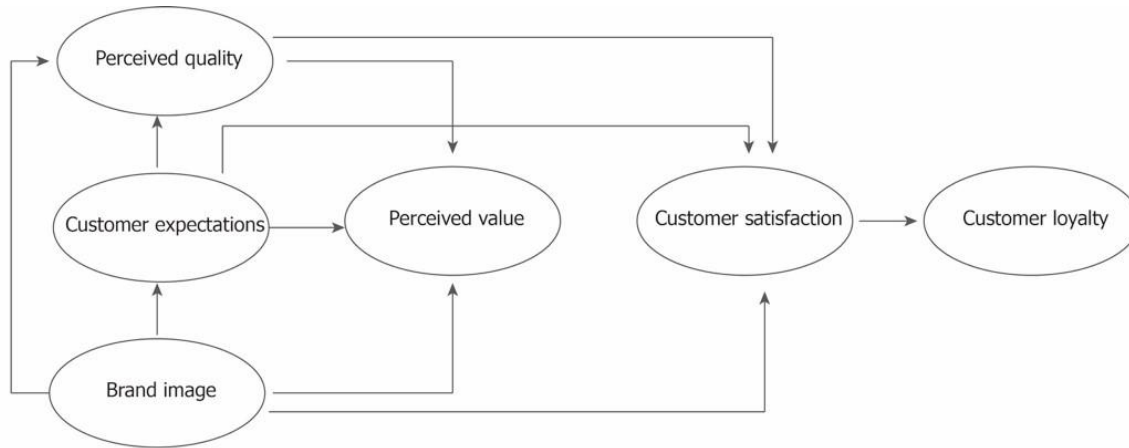 Perceived quality
Customer expectations
Perceived value
Customer satisfaction
Customer loyalty
Brand image